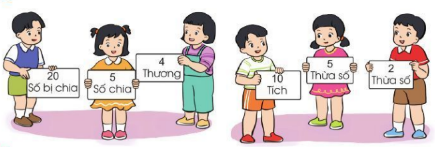 20
Số bị chia
5
Số chia
4
Thương
10
Tích
5
Thừa số
2
Thừa số